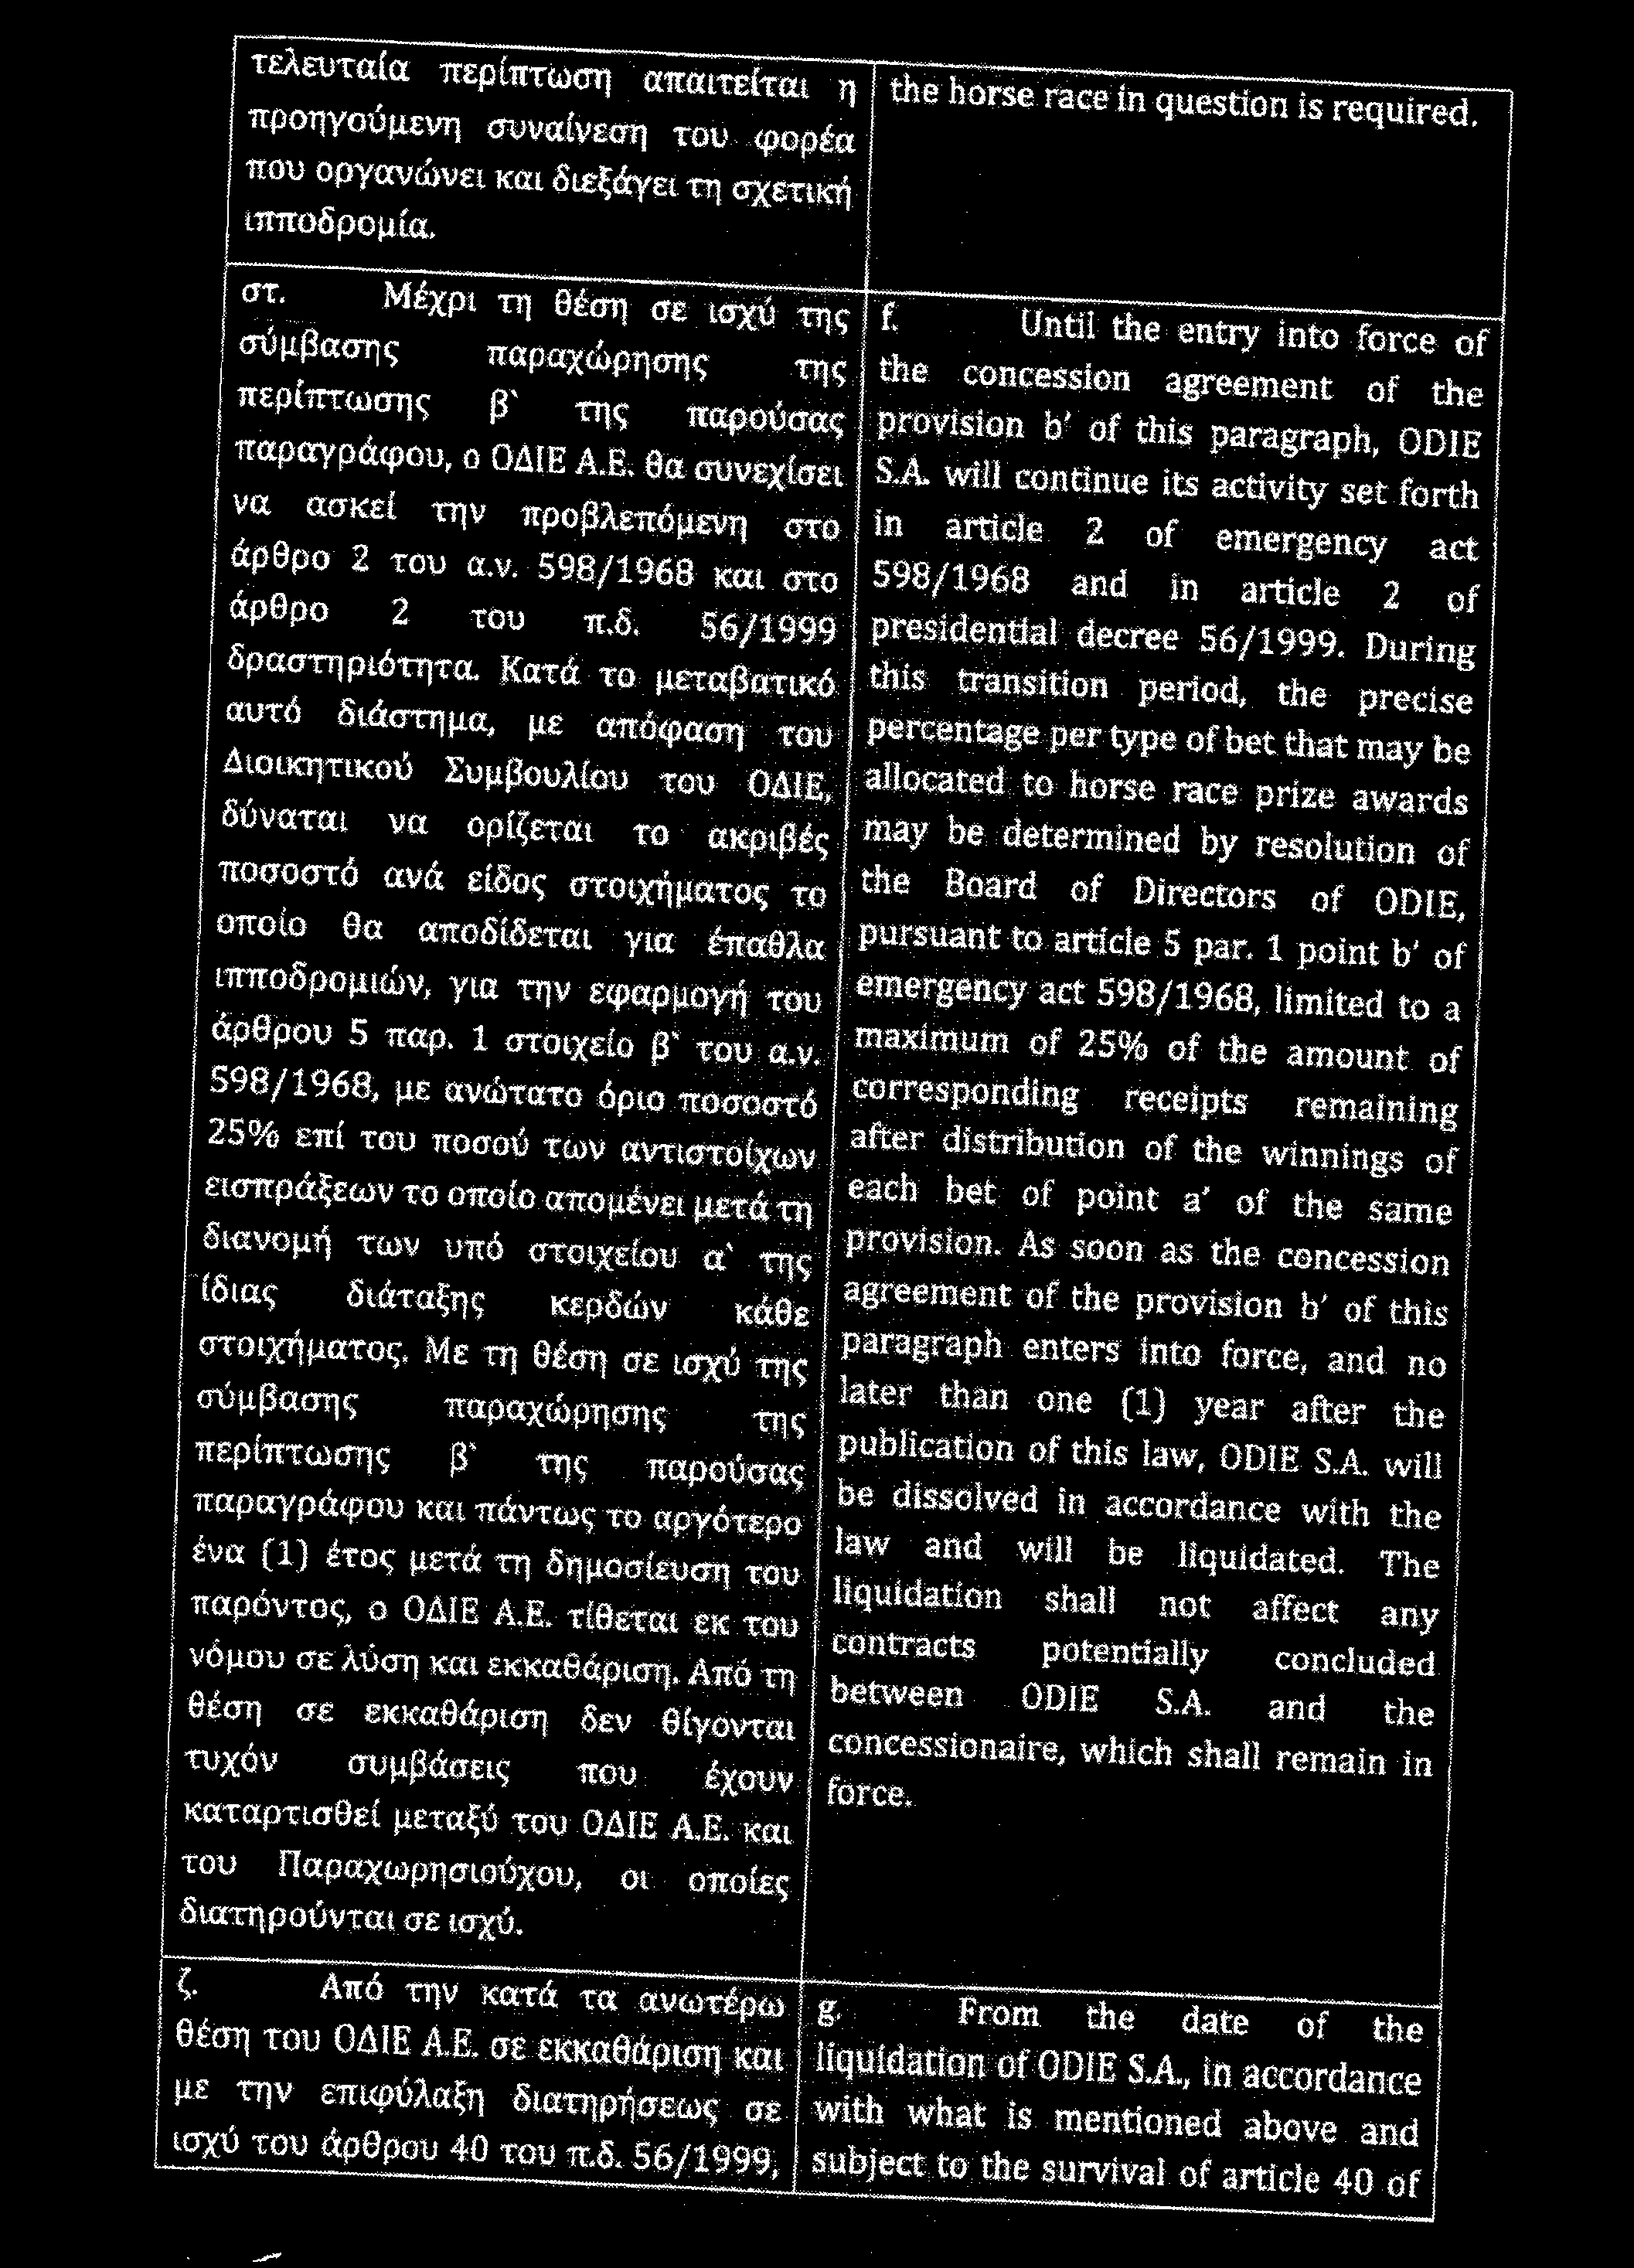 τελευταία περίπτωση απαιτείται η
προηγούμενη συναίνεση του φορέα
που οργανώνει και διεξάγει τη σχετική
ιπποδρομία.
the horse race in question is required.
στ. Μέχρι τη θέση σε ισχύ της
σύμβασης παραχώρησης της
περίπτωσης β` της παρούσας
παραγράφου, ο ΟΔΙΕ Α.Ε. θα συνεχίσει
να ασκεί την προβλεπόμενη στο
άρθρο 2 του α.ν. 598/1968 και στο
άρθρο 2 του π.δ. 56/1999
δραστηριότητα. Κατά το μεταβατικό
αυτό διάστημα, με απόφαση του
Διοικητικού Συμβουλίου του ΟΔΙΕ,
δύναται να ορίζεται το ακριβές
ποσοστό ανά είδος στοιχήματος το
οποίο θα αποδίδεται για έπαθλα
ιπποδρομιών, για την εφαρμογή του
άρθρου 5 παρ. 1 στοιχείο β` του α.ν.
598/1968, με ανώτατο όριο ποσοστό
25% επί του ποσού των αντιστοίχων
εισπράξεων το οποίο απομένει μετά τη
διανομή των υπό στοιχείου α` της
ίδιας διάταξης κερδών κάθε
στοιχήματος. Με τη θέση σε ισχύ της
σύμβασης παραχώρησης της
περίπτωσης β` της παρούσας
παραγράφου και πάντως το αργότερο
ένα (1) έτος μετά τη δημοσίευση του
παρόντος, ο ΟΔΙΕ Α.Ε. τίθεται εκ του
νόμου σε λύση και εκκαθάριση. Από τη
θέση σε εκκαθάριση δεν θίγονται
τυχόν συμβάσεις που έχουν
καταρτισθεί μεταξύ του ΟΔΙΕ Α.Ε. και
του Παραχωρησιούχου, οι οποίες
διατηρούνται σε ισχύ.
f. Until the entry into force of
the concession agreement of the
provision b' of this paragraph, ODIE
S.A. will continue its activity set forth
in article 2 of emergency act
598/1968 and in article 2 of
presidential decree 56/1999. During
this transition period, the precise
percentage per type of bet that may be
allocated to horse race prize awards
may be determined by resolution of
the Board of Directors of ODIE,
pursuant to article 5 par. 1 point b' of
emergency act 598/1968, limited to a
maximum of 25% of the amount of
corresponding receipts remaining
after distribution of the winnings of
each bet of point a' of the same
provision. As soon as the concession
agreement of the provision b' of this
paragraph enters into force, and no
later than one (1) year after the
publication of this law, ODIE S.A. will
be dissolved in accordance with the
law and will be liquidated. The
liquidation shall not affect any
contracts potentially concluded
between ODIE S.A. and the
concessionaire, which shall remain in
force.
ζ. Από την κατά τα ανωτέρω
θέση του ΟΔΙΕ Α.Ε. σε εκκαθάριση και
με την επιφύλαξη διατηρήσεως σε
ισχύ του άρθρου 40 του π.δ. 56/1999,
g. From the date of the
liquidation of ODIE S.A., in accordance
with what is mentioned above and
subject to the survival of article 40 of